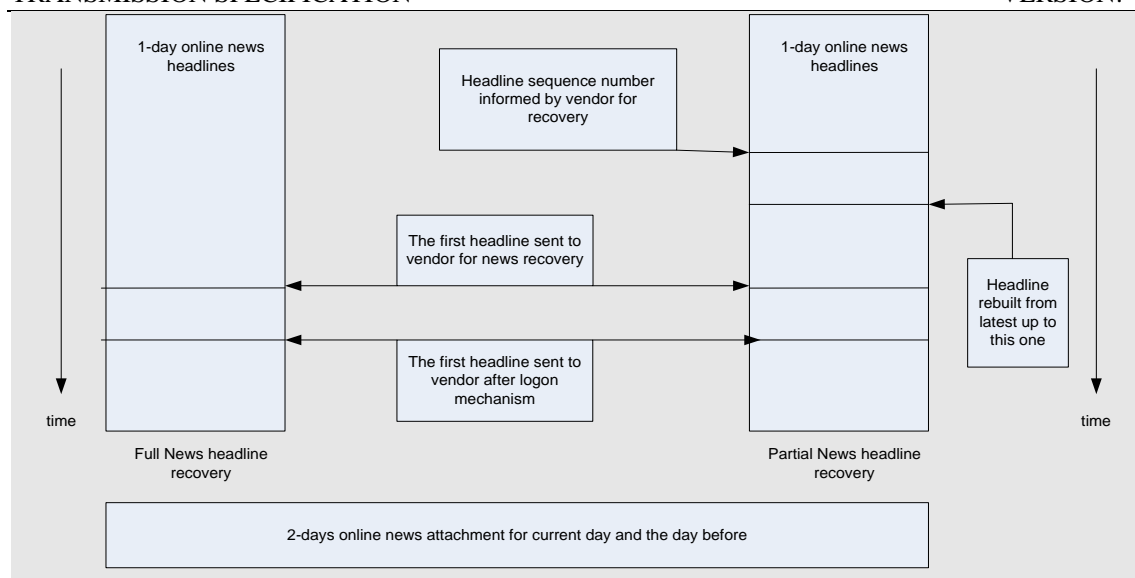 TRANSMISSION SPECIFICATION VERSION:
1-day online news
headlines
Headline sequence number
informed by vendor for
recovery
1-day online news
headlines
The first headline sent to
vendor for news recovery
Headline
rebuilt from
latest up to
this one
The first headline sent to
vendor after logon
mechanism
time
time
Full News headline
recovery
Partial News headline
recovery
2-days online news attachment for current day and the day before